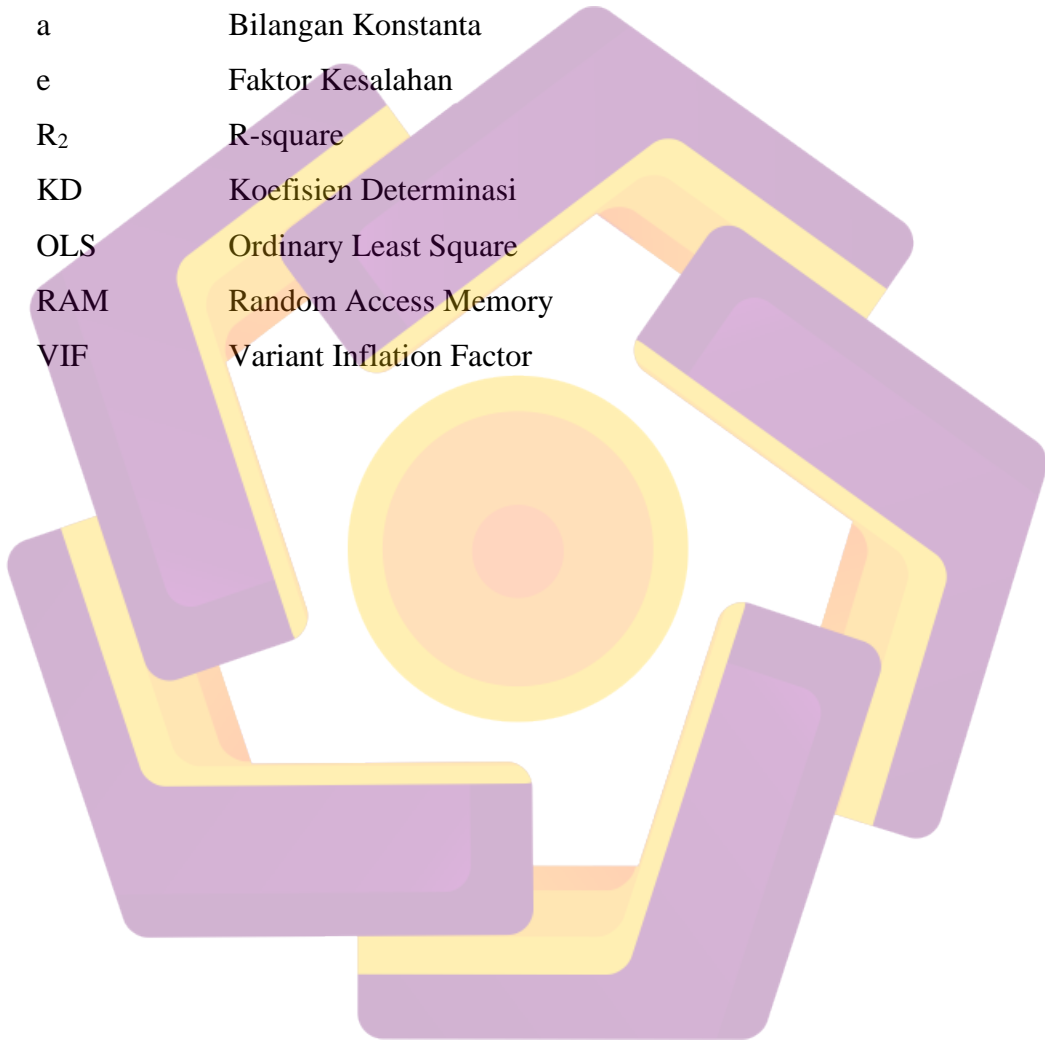 a Bilangan Konstanta
e Faktor Kesalahan
R₂ R-square
KD Koefisien Determinasi
OLS Ordinary Least Square
RAM Random Access Memory
VIF Variant Inflation Factor